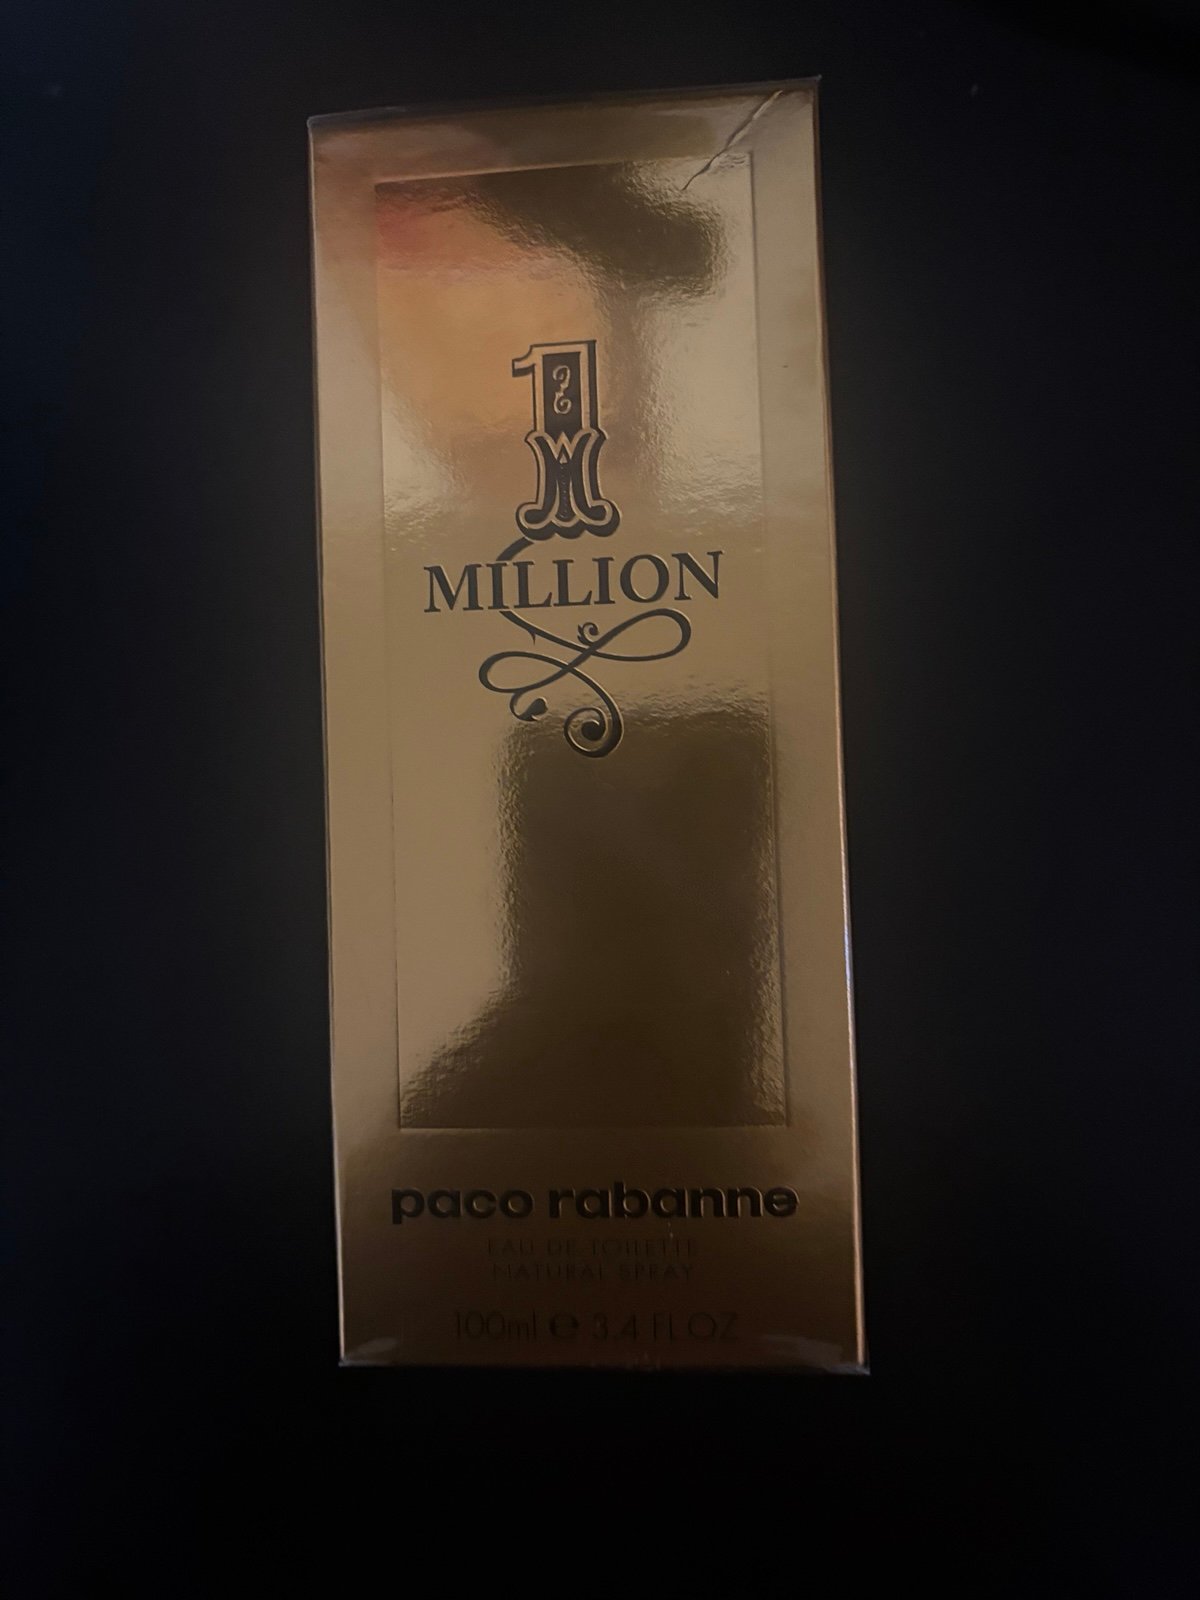 1
MILLION
paco rabanne
EAU DE TOILETTE
NATURAL SPRAY
100ml ℮ 3.4 FL OZ